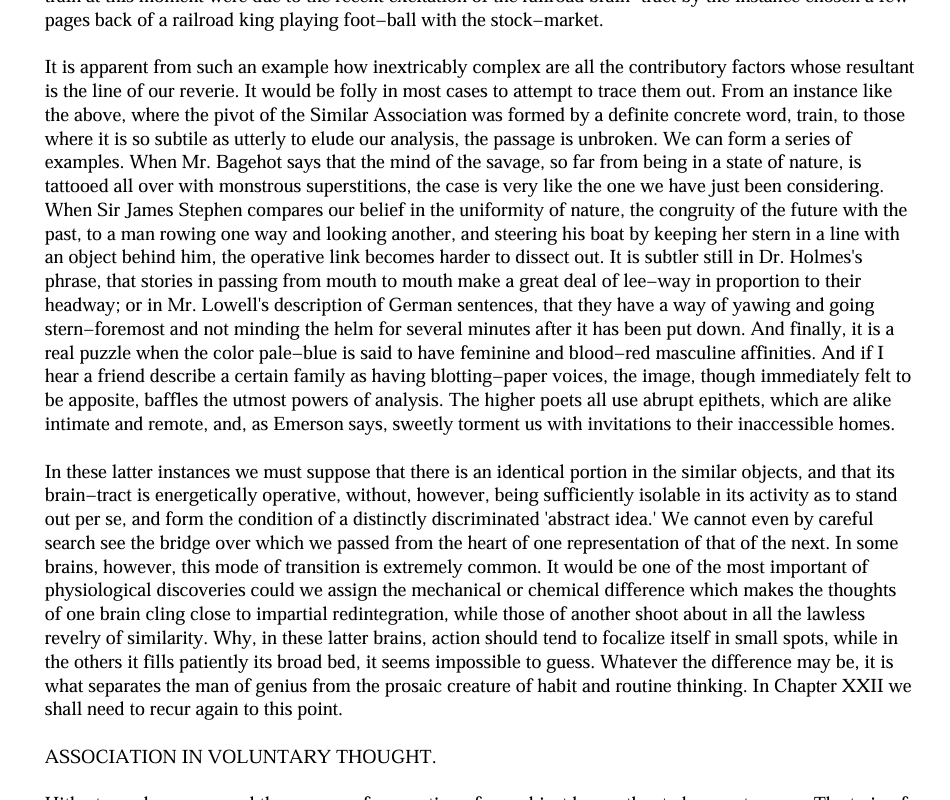 pages back of a railroad king playing foot−ball with the stock−market.
It is apparent from such an example how inextricably complex are all the contributory factors whose resultant
is the line of our reverie. It would be folly in most cases to attempt to trace them out. From an instance like
the above, where the pivot of the Similar Association was formed by a definite concrete word, train, to those
where it is so subtile as utterly to elude our analysis, the passage is unbroken. We can form a series of
examples. When Mr. Bagehot says that the mind of the savage, so far from being in a state of nature, is
tattooed all over with monstrous superstitions, the case is very like the one we have just been considering.
When Sir James Stephen compares our belief in the uniformity of nature, the congruity of the future with the
past, to a man rowing one way and looking another, and steering his boat by keeping her stern in a line with
an object behind him, the operative link becomes harder to dissect out. It is subtler still in Dr. Holmes's
phrase, that stories in passing from mouth to mouth make a great deal of lee−way in proportion to their
headway; or in Mr. Lowell's description of German sentences, that they have a way of yawing and going
stern−foremost and not minding the helm for several minutes after it has been put down. And finally, it is a
real puzzle when the color pale−blue is said to have feminine and blood−red masculine affinities. And if I
hear a friend describe a certain family as having blotting−paper voices, the image, though immediately felt to
be apposite, baffles the utmost powers of analysis. The higher poets all use abrupt epithets, which are alike
intimate and remote, and, as Emerson says, sweetly torment us with invitations to their inaccessible homes.
In these latter instances we must suppose that there is an identical portion in the similar objects, and that its
brain−tract is energetically operative, without, however, being sufficiently isolable in its activity as to stand
out per se, and form the condition of a distinctly discriminated 'abstract idea.' We cannot even by careful
search see the bridge over which we passed from the heart of one representation of that of the next. In some
brains, however, this mode of transition is extremely common. It would be one of the most important of
physiological discoveries could we assign the mechanical or chemical difference which makes the thoughts
of one brain cling close to impartial redintegration, while those of another shoot about in all the lawless
revelry of similarity. Why, in these latter brains, action should tend to focalize itself in small spots, while in
the others it fills patiently its broad bed, it seems impossible to guess. Whatever the difference may be, it is
what separates the man of genius from the prosaic creature of habit and routine thinking. In Chapter XXII we
shall need to recur again to this point.
ASSOCIATION IN VOLUNTARY THOUGHT.